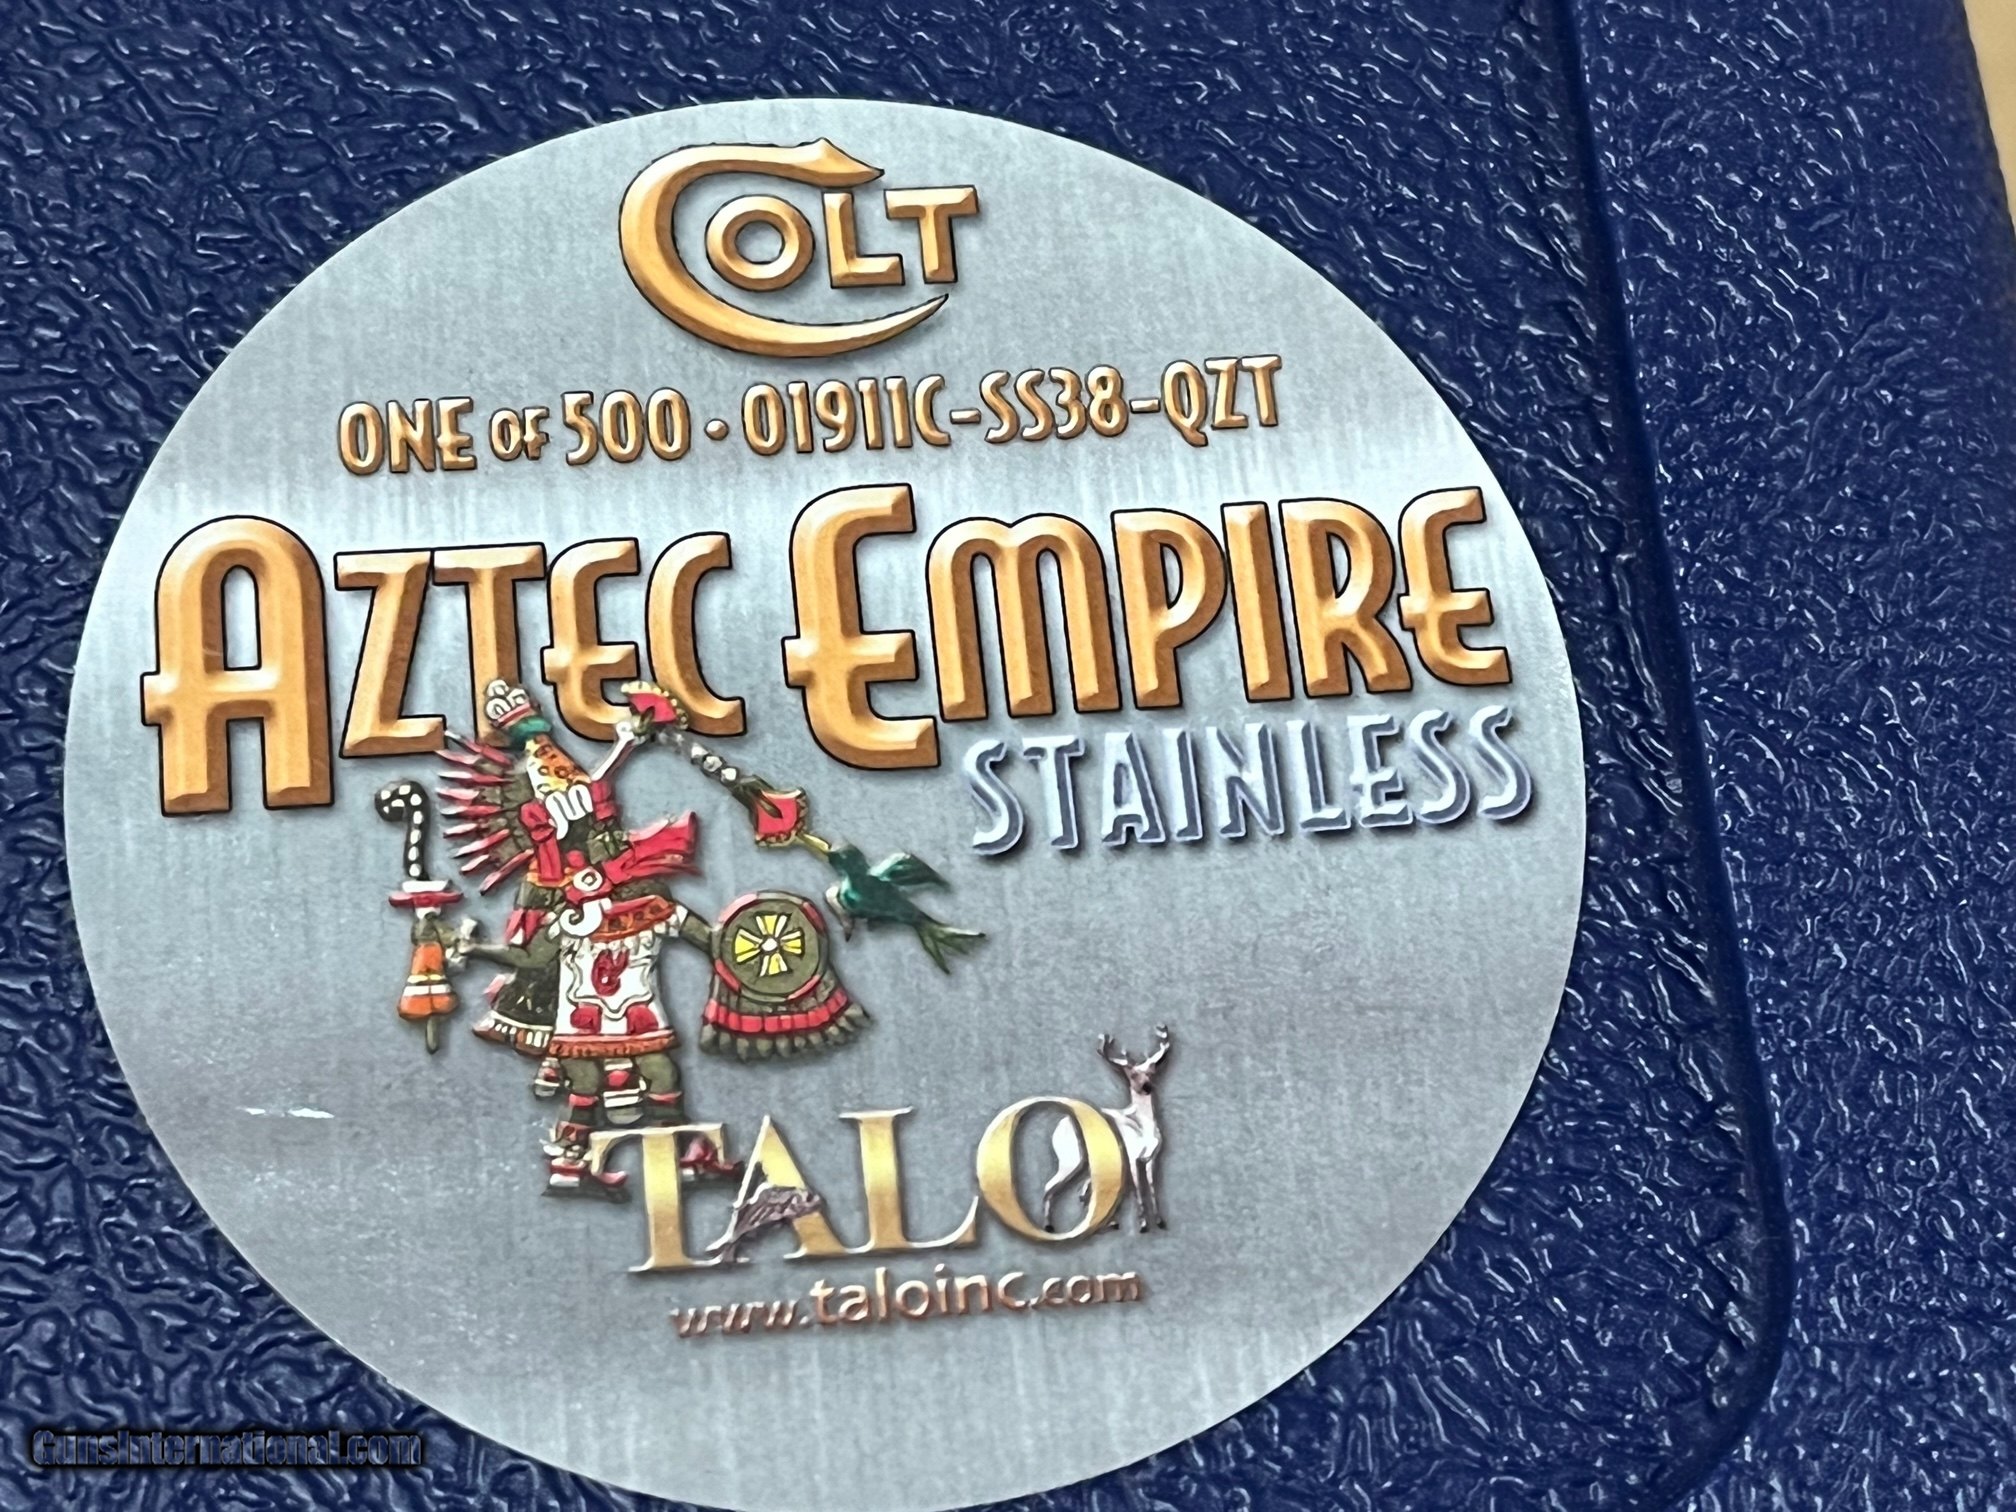 COLT
ONE OF 500 • O1911C-SS38-QZT
AZTEC EMPIRE
STAINLESS
TALO
www.taloinc.com
GunsInternational.com